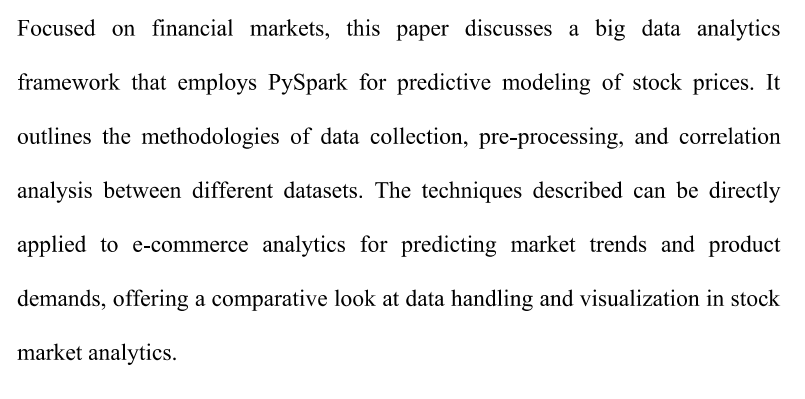 Focused on financial markets, this paper discusses a big data analytics
framework that employs PySpark for predictive modeling of stock prices. It
outlines the methodologies of data collection, pre-processing, and correlation
analysis between different datasets. The techniques described can be directly
applied to e-commerce analytics for predicting market trends and product
demands, offering a comparative look at data handling and visualization in stock
market analytics.